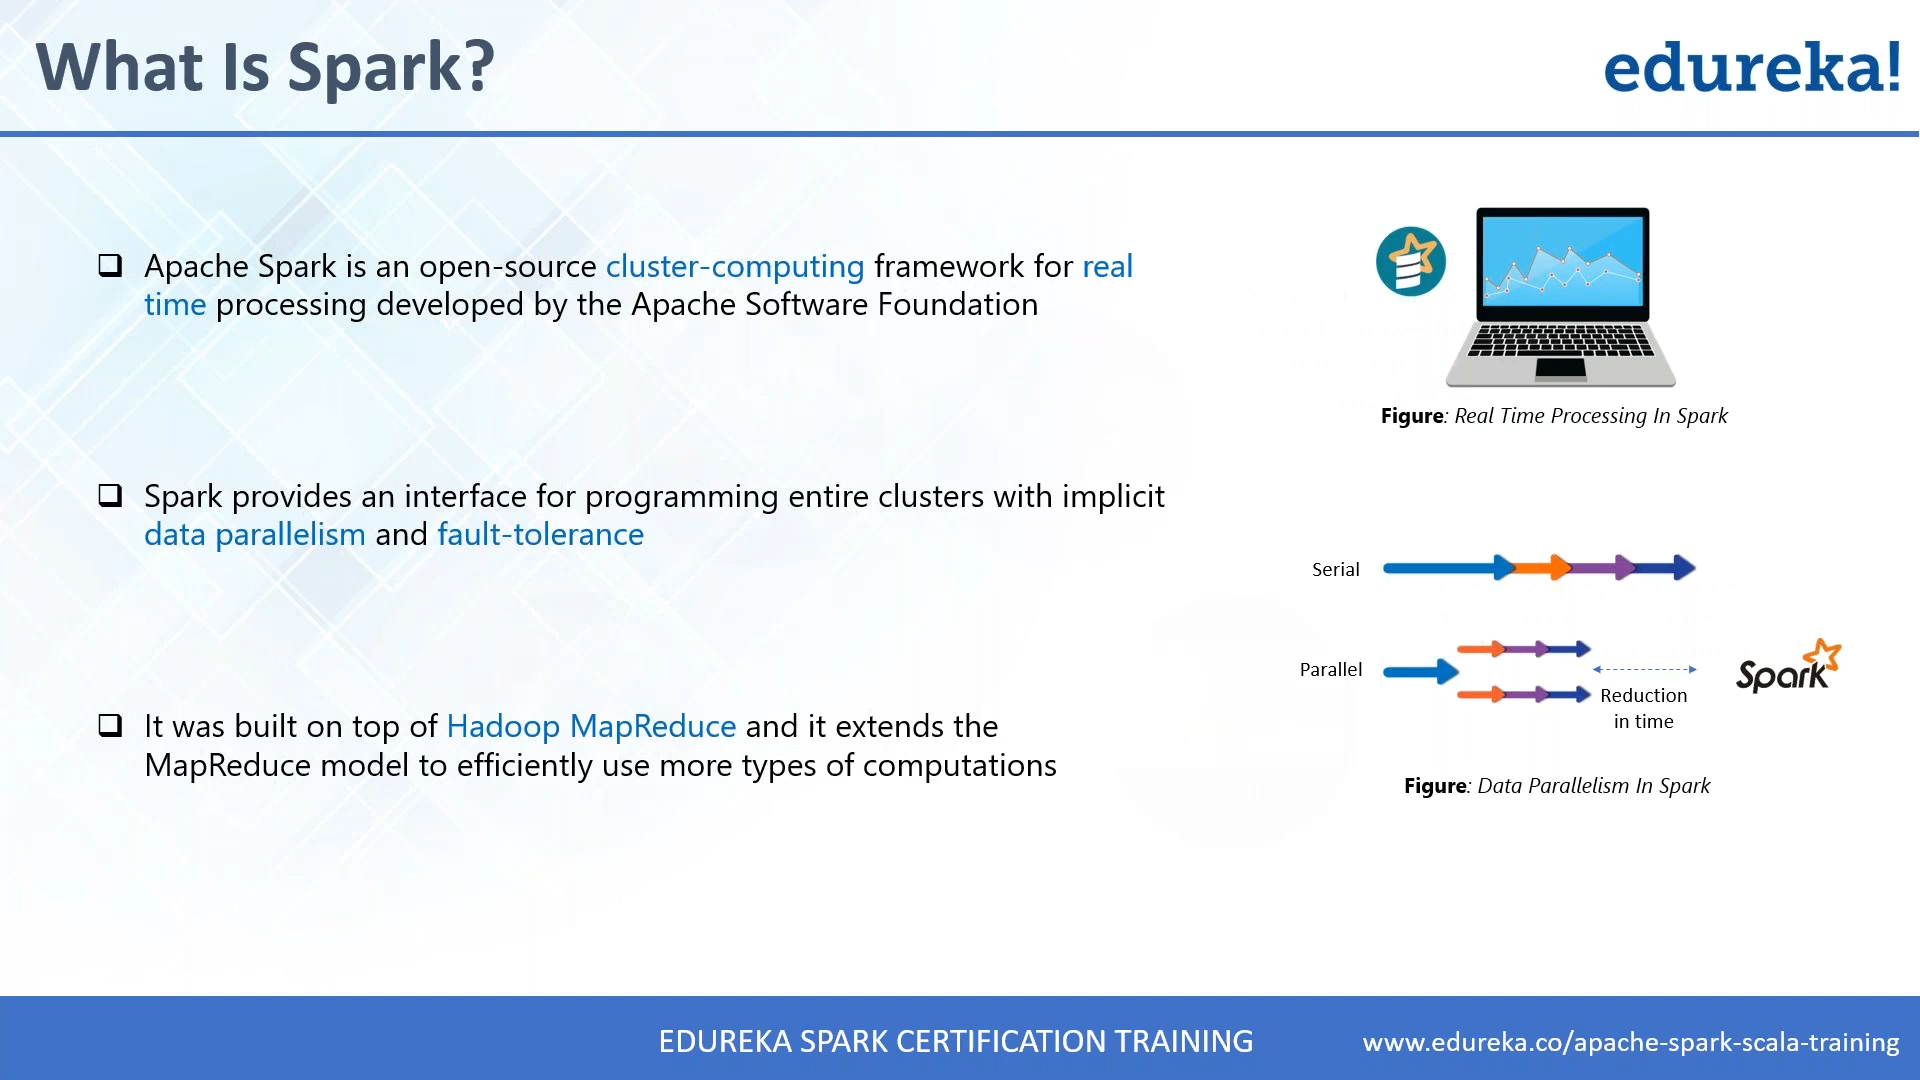 What Is Spark?
edureka!
Apache Spark is an open-source cluster-computing framework for real
time processing developed by the Apache Software Foundation
Figure: Real Time Processing In Spark
Spark provides an interface for programming entire clusters with implicit
data parallelism and fault-tolerance
Serial
Parallel
Reduction
in time
Spark
It was built on top of Hadoop MapReduce and it extends the
MapReduce model to efficiently use more types of computations
Figure: Data Parallelism In Spark
EDUREKA SPARK CERTIFICATION TRAINING
www.edureka.co/apache-spark-scala-training